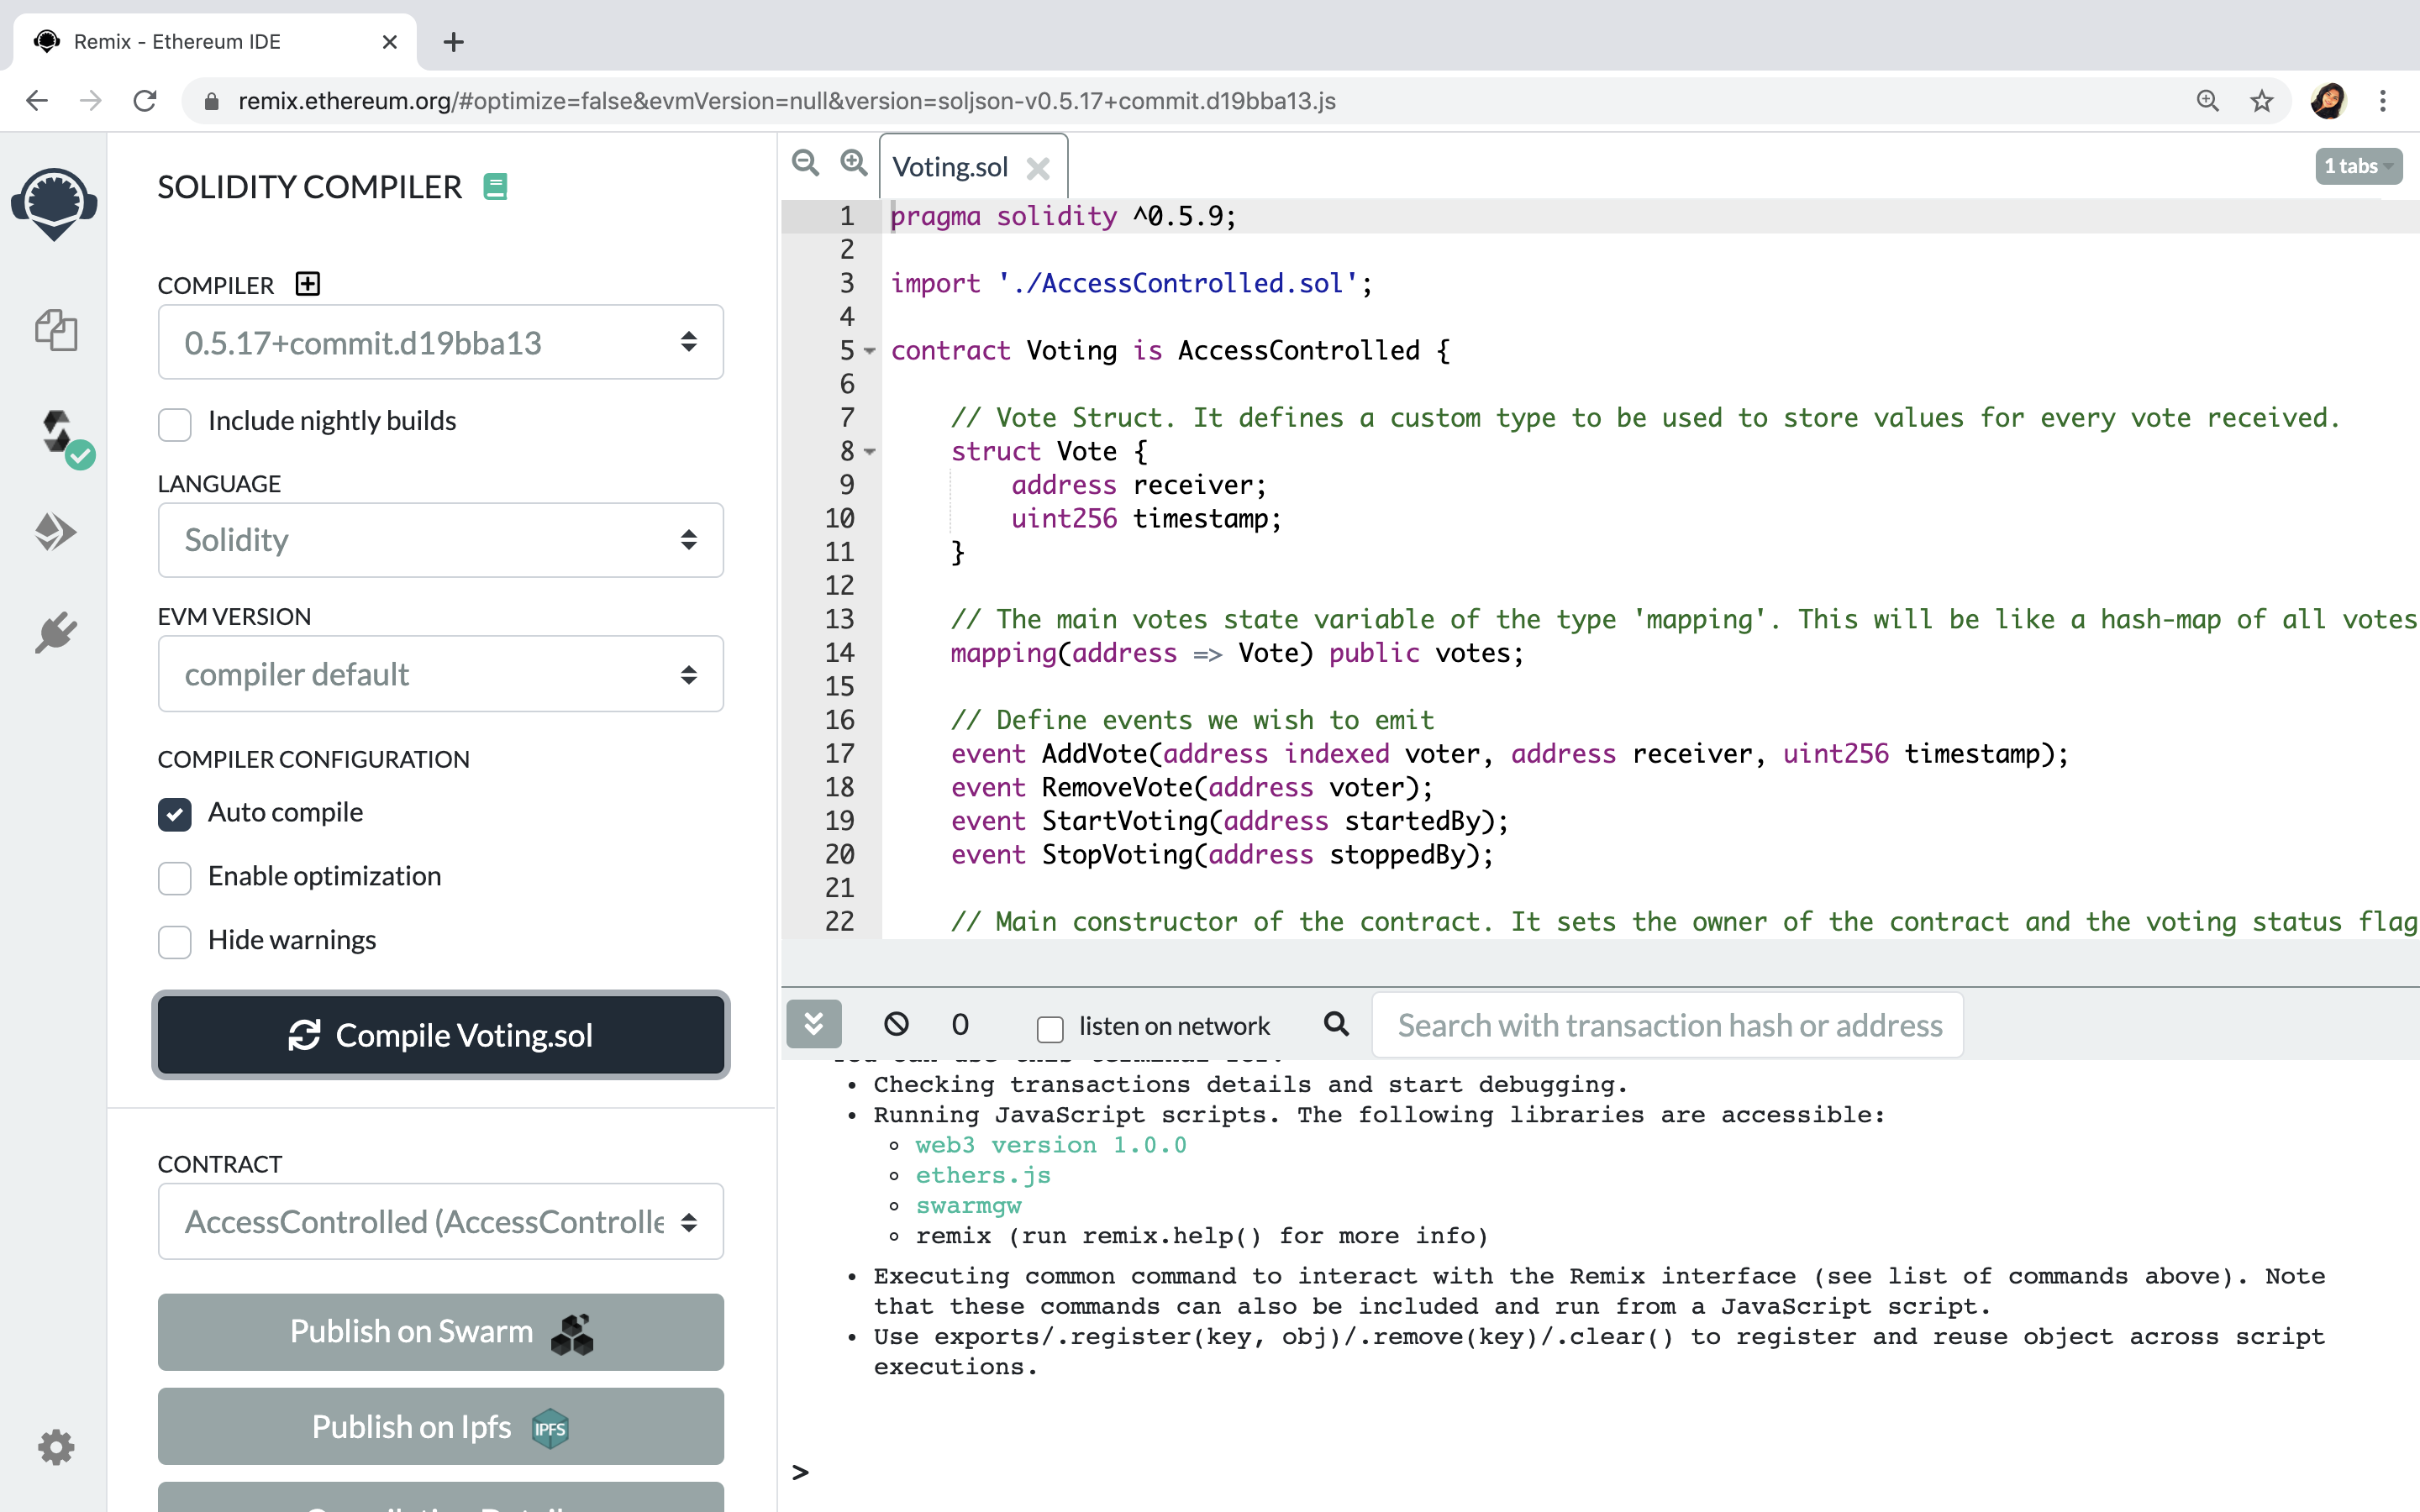 Remix - Ethereum IDE
remix.ethereum.org/#optimize=false&evmVersion=null&version=soljson-v0.5.17+commit.d19bba13.js
SOLIDITY COMPILER
COMPILER
0.5.17+commit.d19bba13
Include nightly builds
LANGUAGE
Solidity
EVM VERSION
compiler default
COMPILER CONFIGURATION
Auto compile
Enable optimization
Hide warnings
Compile Voting.sol
CONTRACT
AccessControlled (AccessControlle
Publish on Swarm
Publish on Ipfs
IPFS
Voting.sol
1 tabs
1 pragma solidity ^0.5.9;
2
3 import './AccessControlled.sol';
4
5 contract Voting is AccessControlled {
6
7 // Vote Struct. It defines a custom type to be used to store values for every vote received.
8 struct Vote {
9 address receiver;
10 uint256 timestamp;
11 }
12
13 // The main votes state variable of the type 'mapping'. This will be like a hash-map of all votes
14 mapping(address => Vote) public votes;
15
16 // Define events we wish to emit
17 event AddVote(address indexed voter, address receiver, uint256 timestamp);
18 event RemoveVote(address voter);
19 event StartVoting(address startedBy);
20 event StopVoting(address stoppedBy);
21
22 // Main constructor of the contract. It sets the owner of the contract and the voting status flag
0
listen on network
Search with transaction hash or address
• Checking transactions details and start debugging.
• Running JavaScript scripts. The following libraries are accessible:
web3 version 1.0.0
ethers.js
swarmgw
remix (run remix.help() for more info)
• Executing common command to interact with the Remix interface (see list of commands above). Note
that these commands can also be included and run from a JavaScript script.
• Use exports/.register(key, obj)/.remove(key)/.clear() to register and reuse object across script
executions.
>